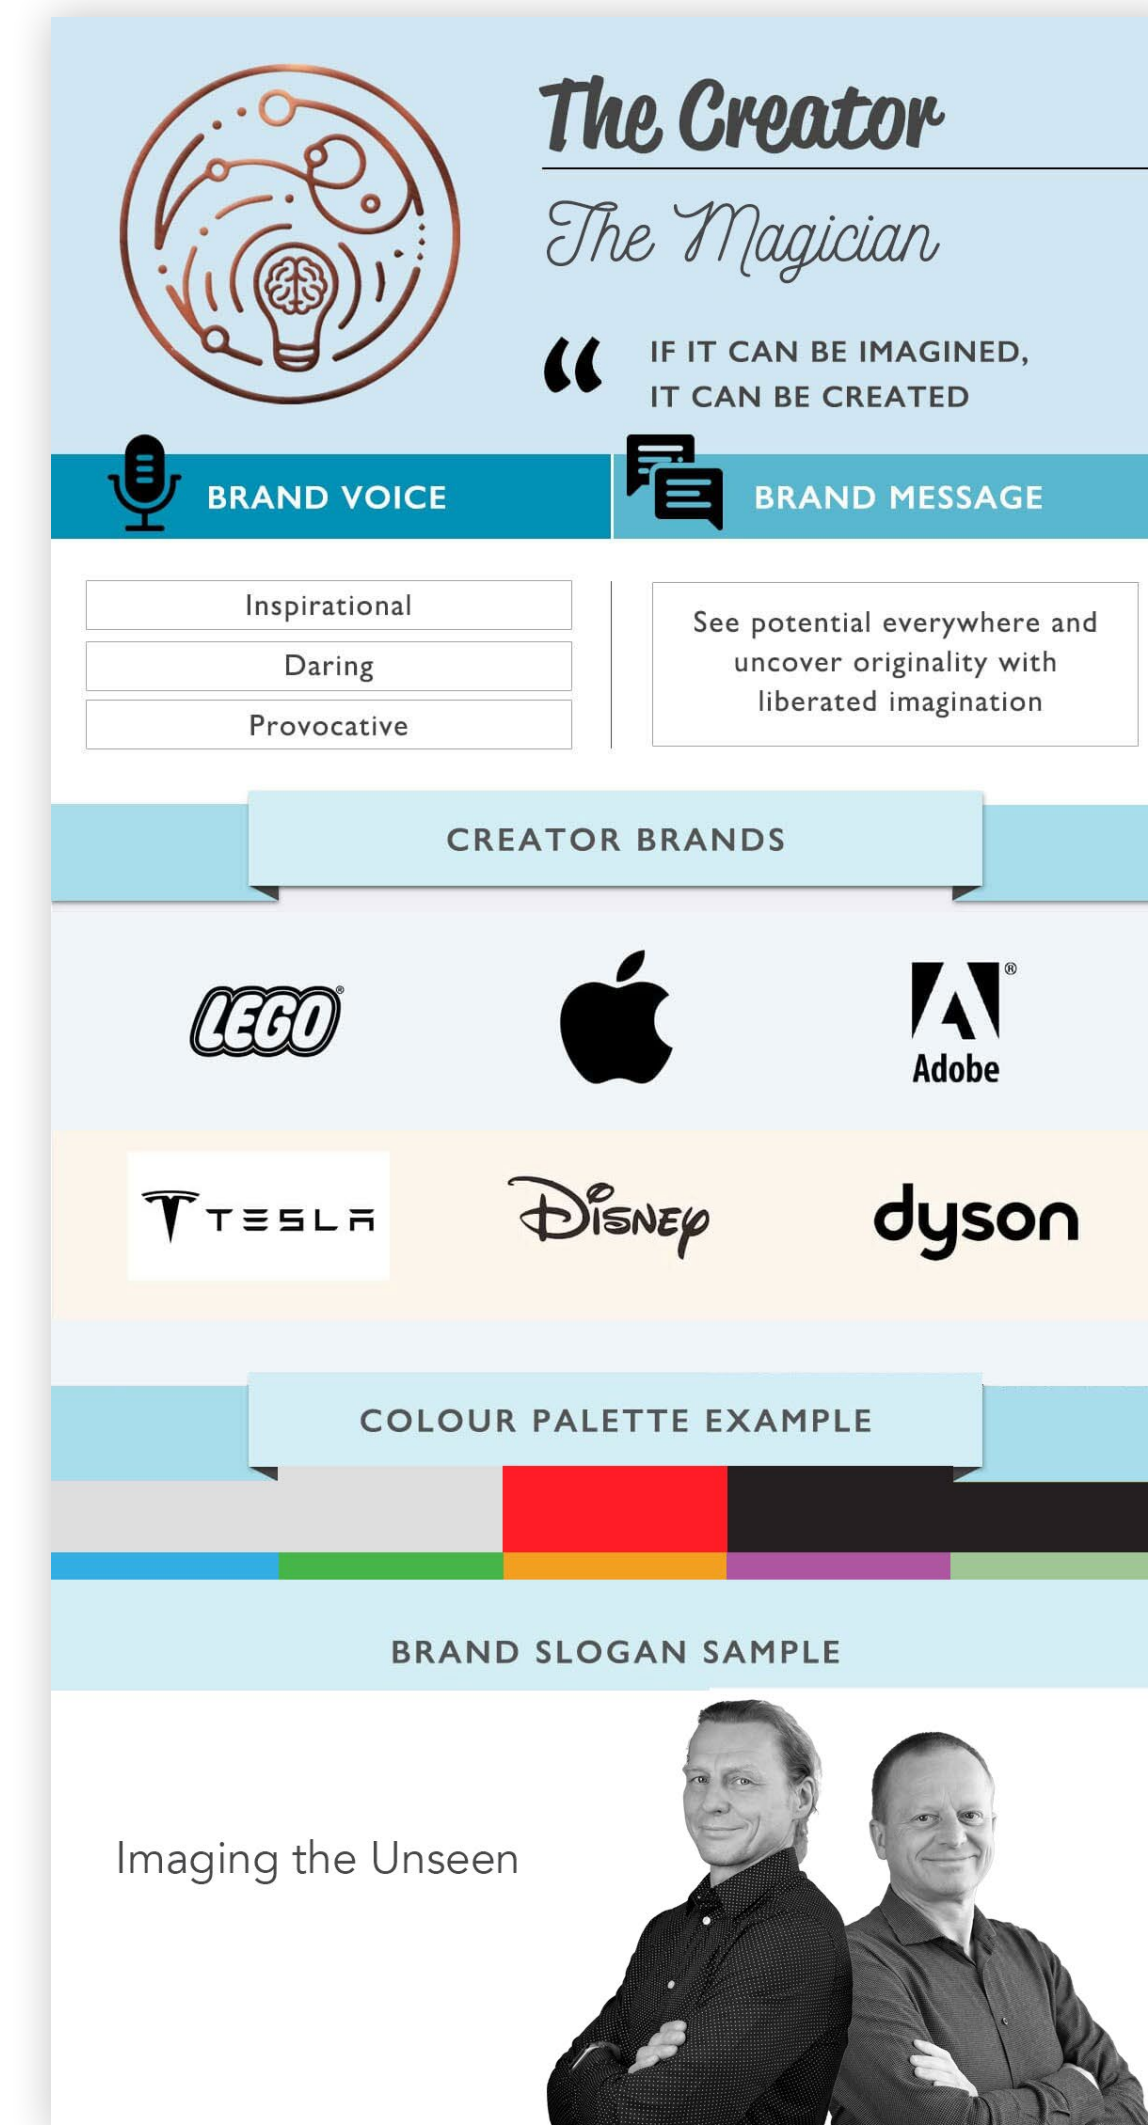 The Creator
The Magician
“
IF IT CAN BE IMAGINED,
IT CAN BE CREATED
BRAND VOICE
BRAND MESSAGE
Inspirational
Daring
Provocative
See potential everywhere and
uncover originality with
liberated imagination
CREATOR BRANDS
LEGO®
Adobe®
TESLA
Disney
dyson
COLOUR PALETTE EXAMPLE
BRAND SLOGAN SAMPLE
Imaging the Unseen